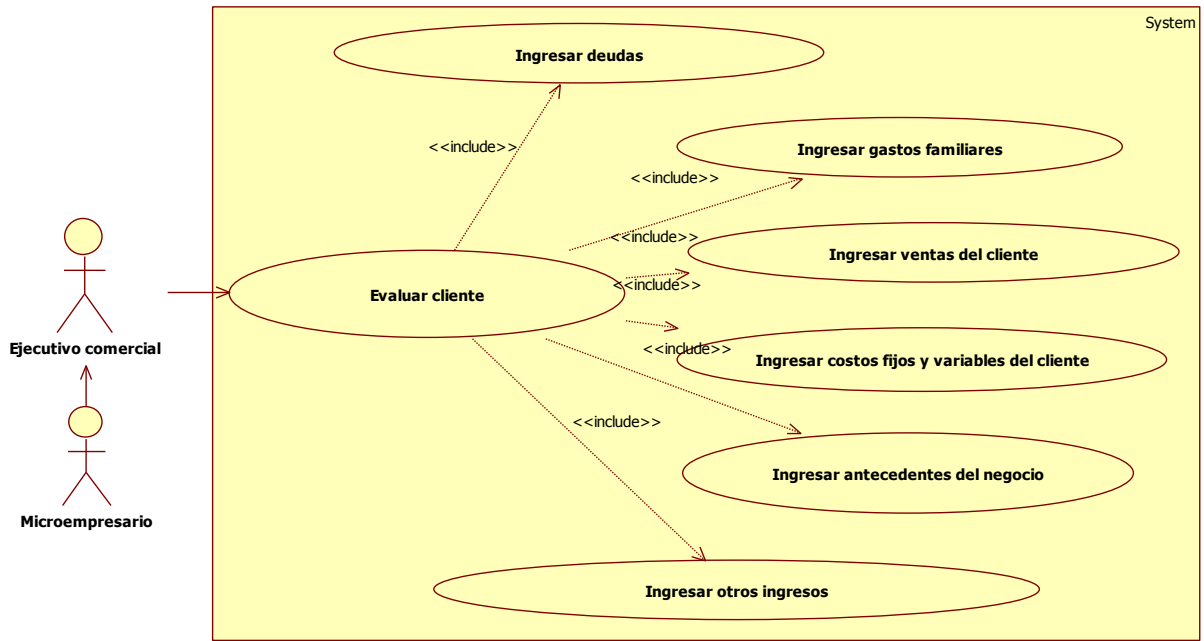 System
Ingresar deudas
<<include>>
Ingresar gastos familiares
<<include>>
<<include>>
Ingresar ventas del cliente
<<include>>
Evaluar cliente
Ejecutivo comercial
<<include>>
Ingresar costos fijos y variables del cliente
<<include>>
Ingresar antecedentes del negocio
Microempresario
Ingresar otros ingresos